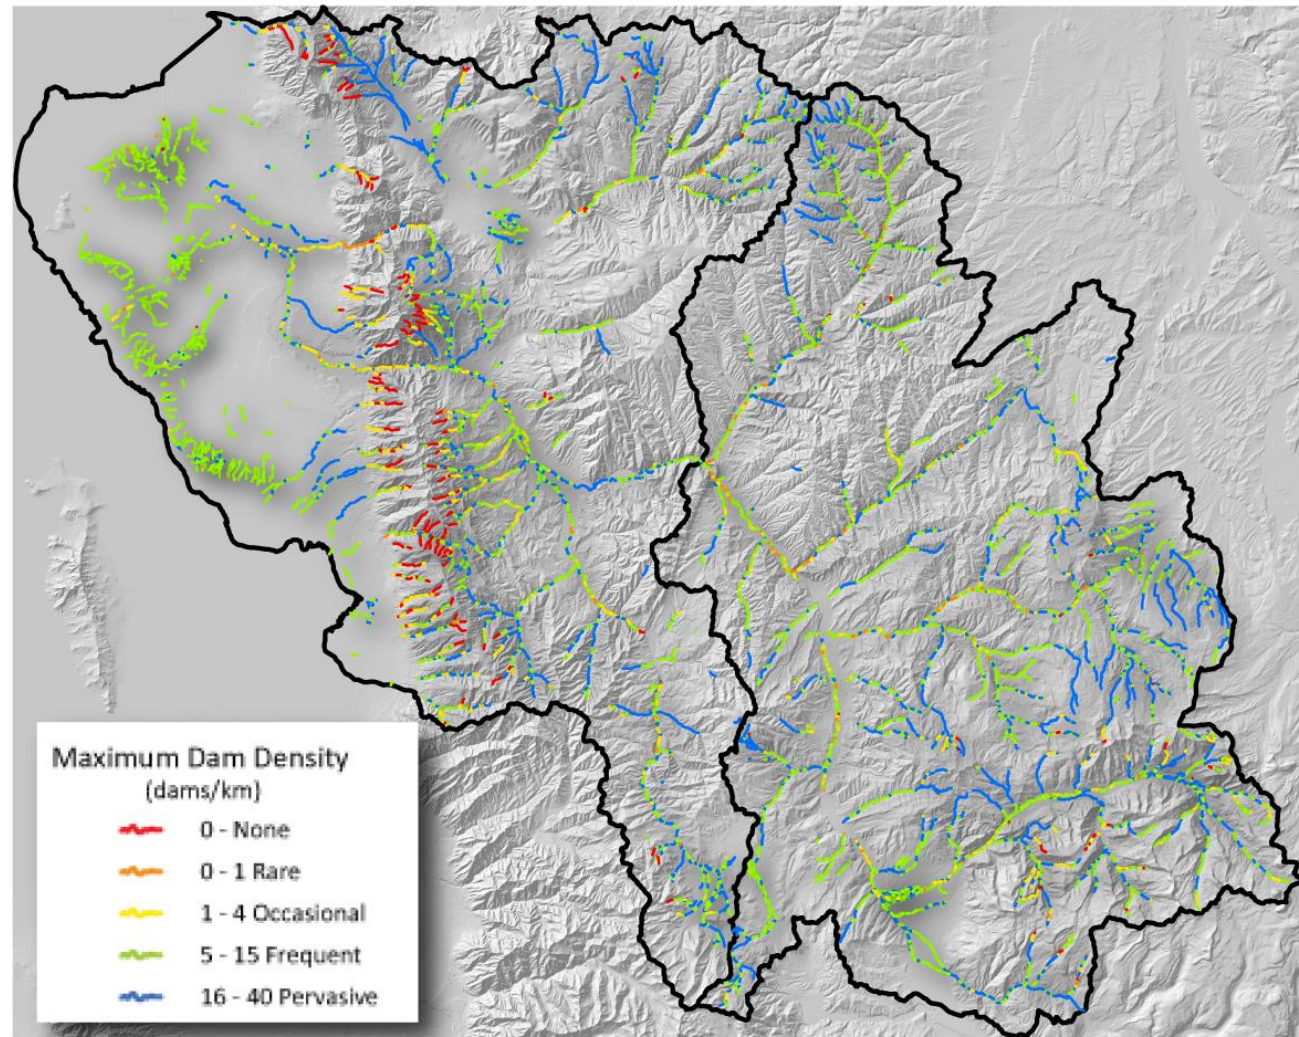 Maximum Dam Density
(dams/km)
0 - None
0 - 1 Rare
1 - 4 Occasional
5 - 15 Frequent
16 - 40 Pervasive